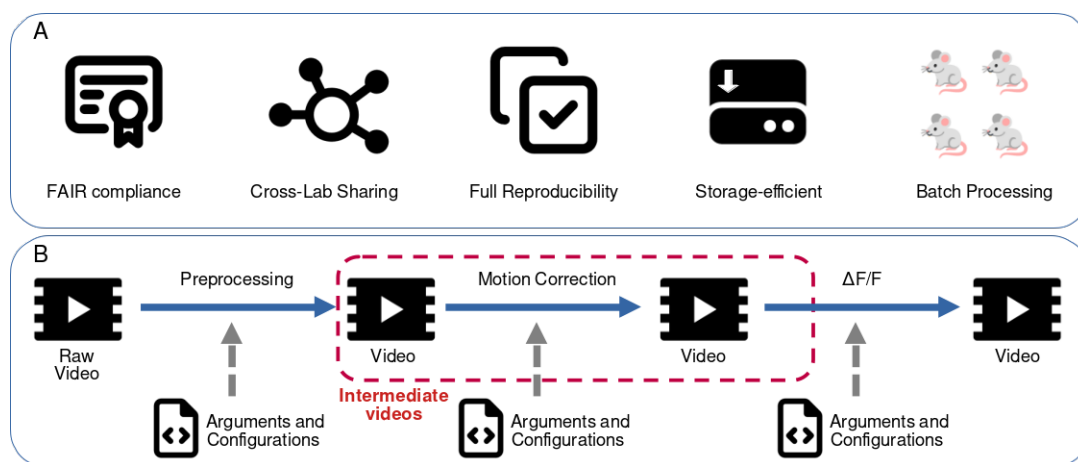 A
FAIR compliance
Cross-Lab Sharing
Full Reproducibility
Storage-efficient
Batch Processing
B
Preprocessing
Motion Correction
ΔF/F
Raw
Video
Video
Video
Video
Intermediate
videos
Arguments and
Configurations
Arguments and
Configurations
Arguments and
Configurations